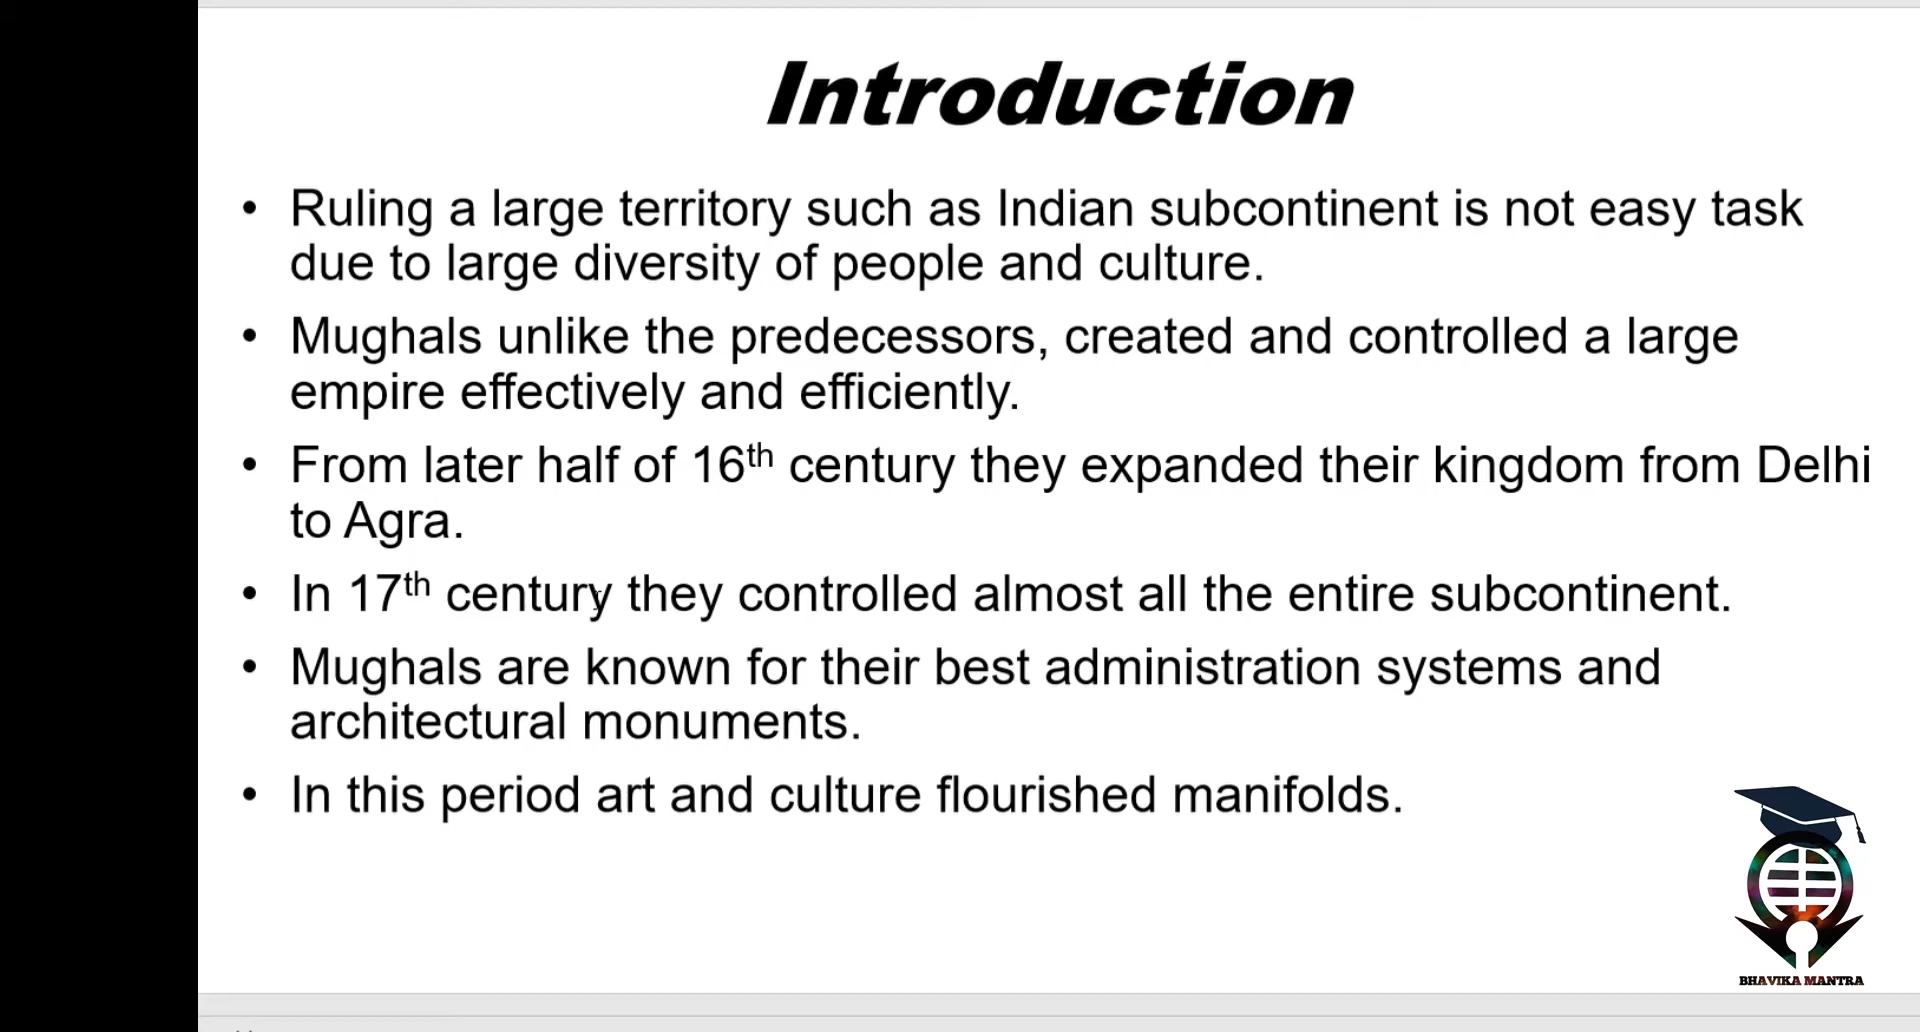 Introduction
• Ruling a large territory such as Indian subcontinent is not easy task
due to large diversity of people and culture.
• Mughals unlike the predecessors, created and controlled a large
empire effectively and efficiently.
• From later half of 16th century they expanded their kingdom from Delhi
to Agra.
• In 17th century they controlled almost all the entire subcontinent.
• Mughals are known for their best administration systems and
architectural monuments.
• In this period art and culture flourished manifolds.
BHAVIKA MANTRA